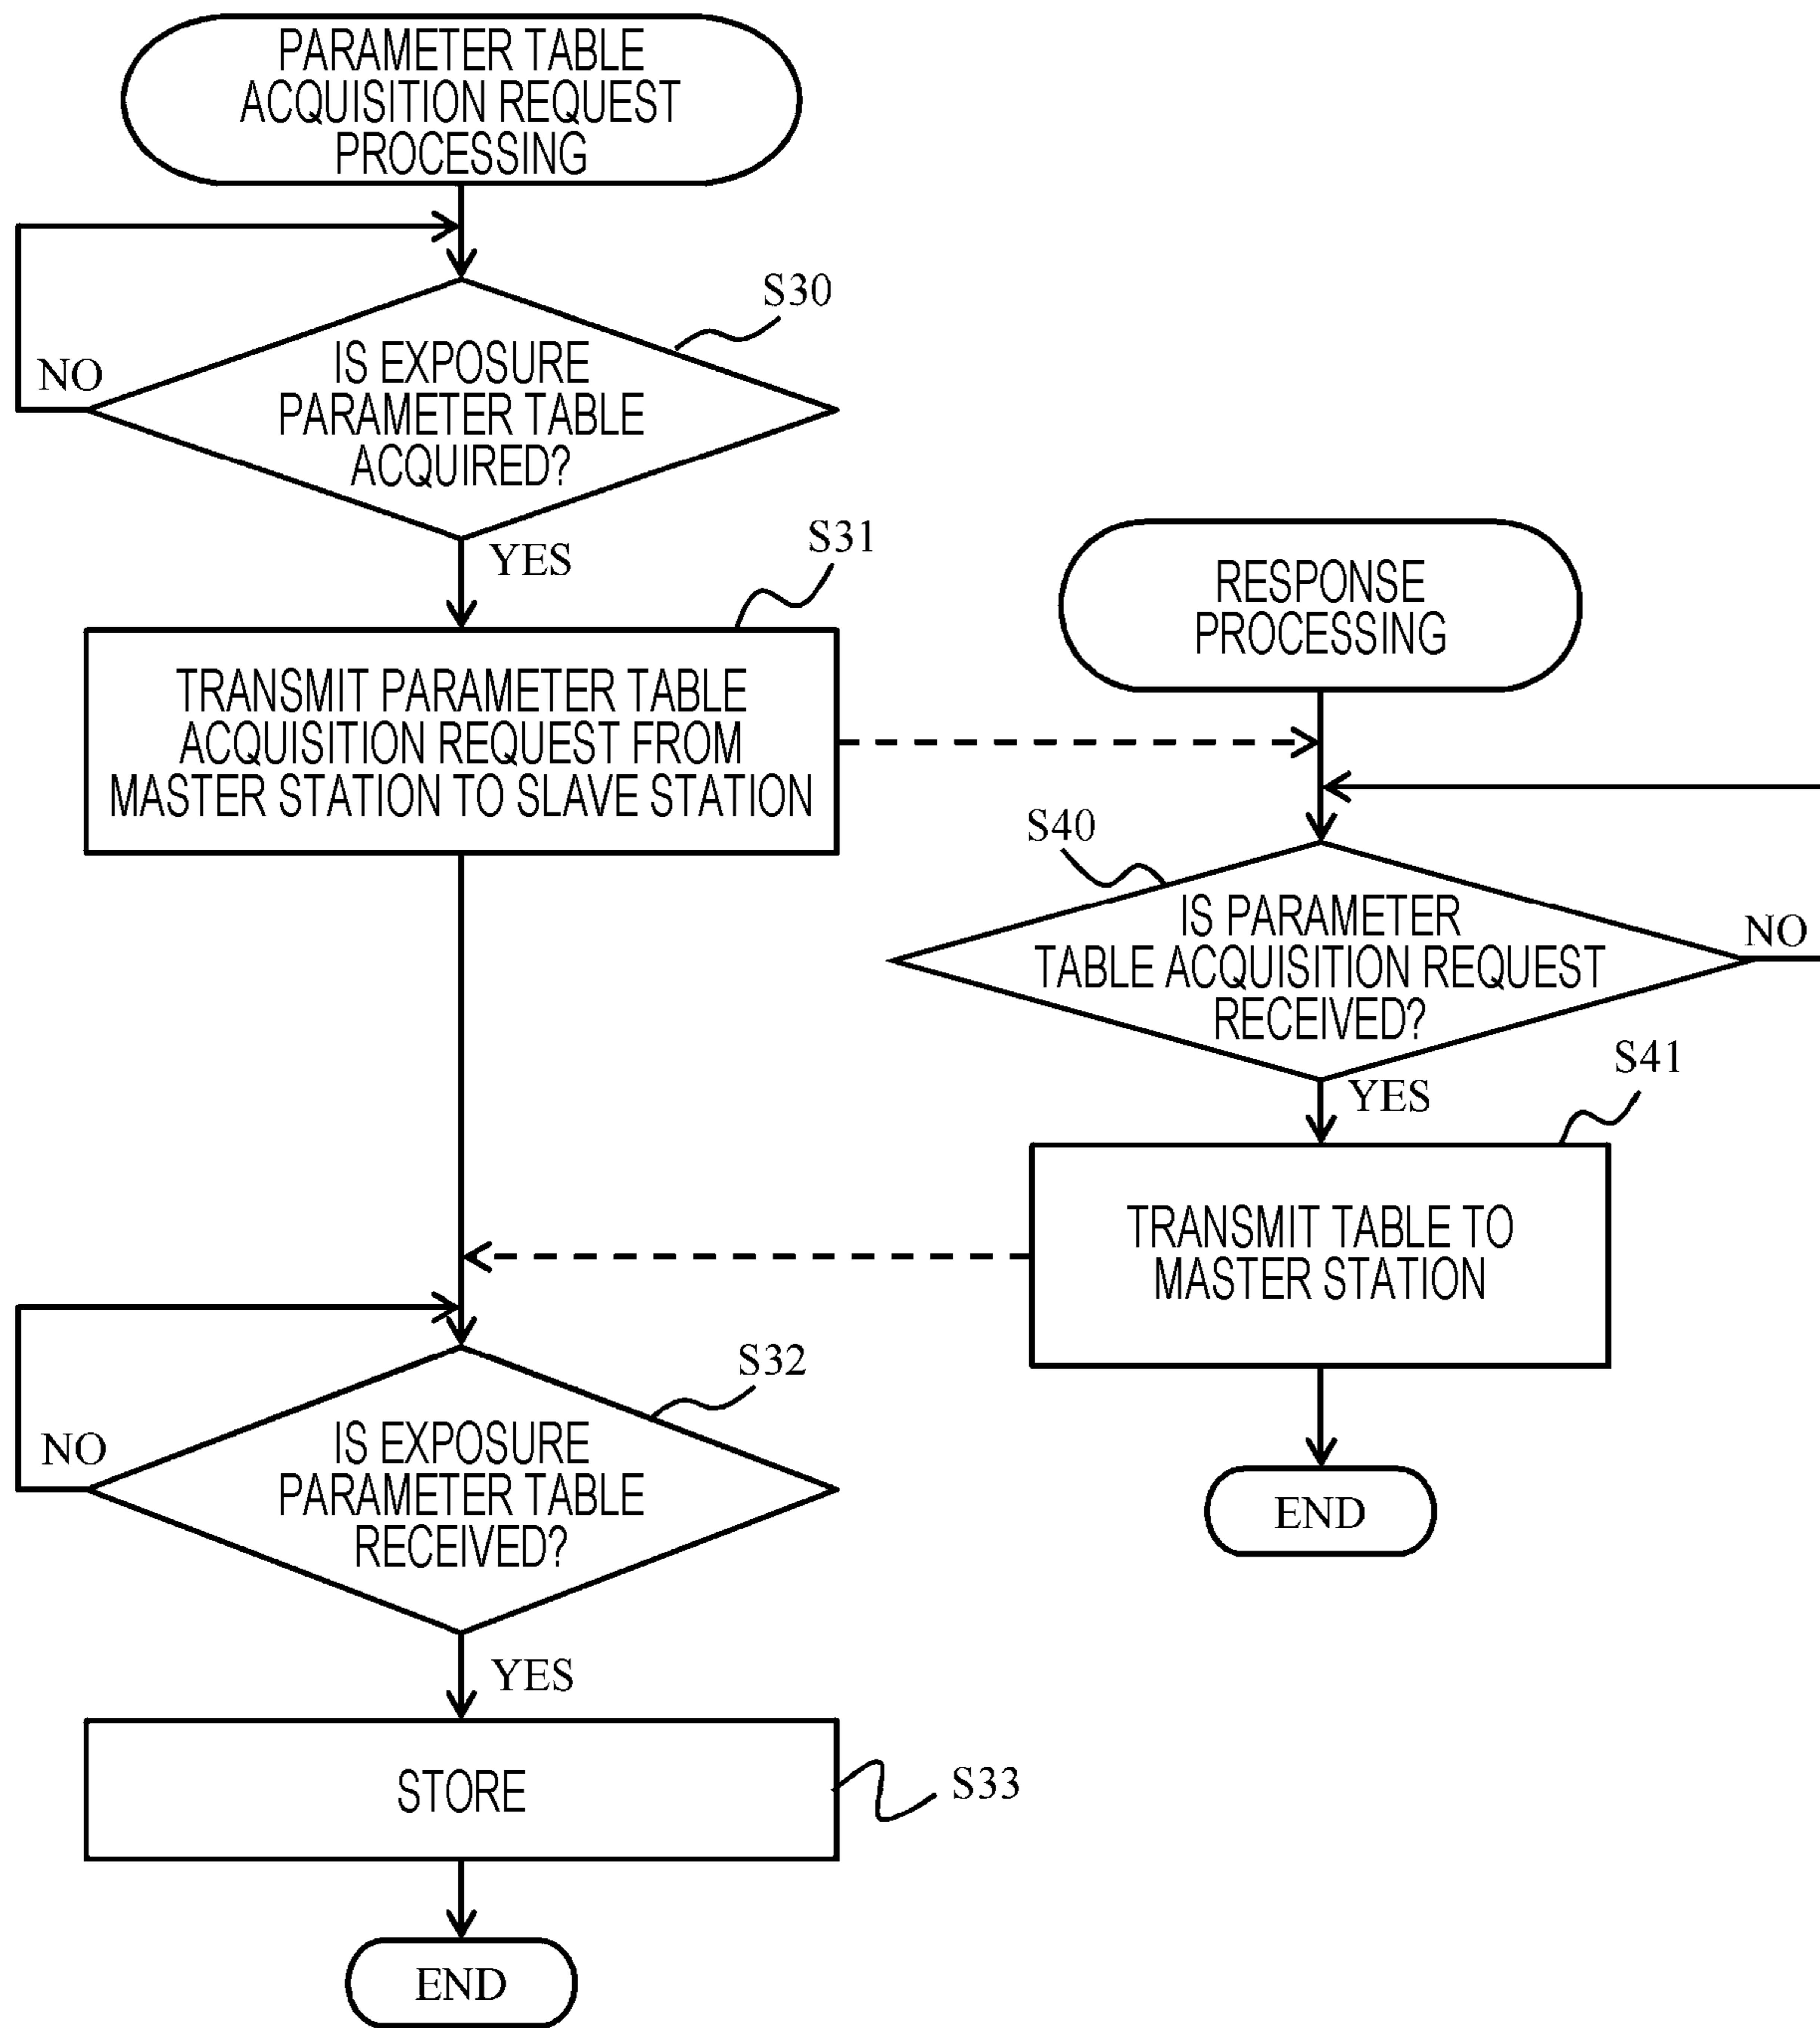 PARAMETER TABLE
ACQUISITION REQUEST
PROCESSING
S30
IS EXPOSURE
PARAMETER TABLE
ACQUIRED?
NO
YES
S31
TRANSMIT PARAMETER TABLE
ACQUISITION REQUEST FROM
MASTER STATION TO SLAVE STATION
RESPONSE
PROCESSING
S40
IS PARAMETER
TABLE ACQUISITION REQUEST
RECEIVED?
NO
YES
S41
TRANSMIT TABLE TO
MASTER STATION
END
S32
IS EXPOSURE
PARAMETER TABLE
RECEIVED?
NO
YES
STORE
S33
END